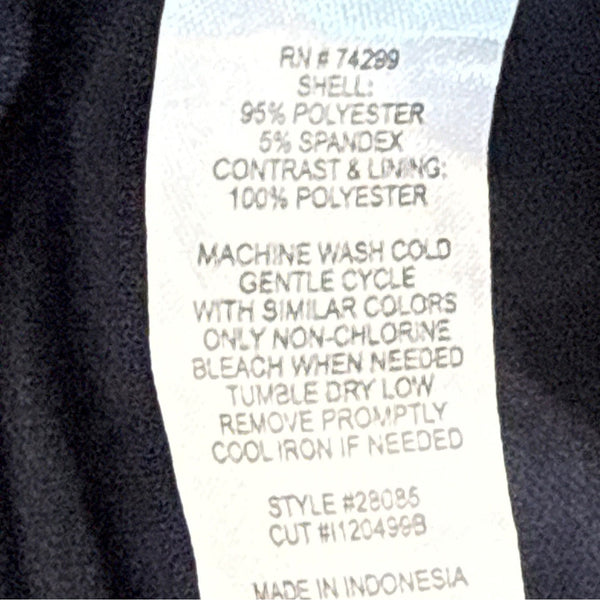 RN # 74299
SHELL:
95% POLYESTER
5% SPANDEX
CONTRAST & LINING:
100% POLYESTER
MACHINE WASH COLD
GENTLE CYCLE
WITH SIMILAR COLORS
ONLY NON-CHLORINE
BLEACH WHEN NEEDED
TUMBLE DRY LOW
REMOVE PROMPTLY
COOL IRON IF NEEDED
STYLE #28085
CUT #I120499B
MADE IN INDONESIA